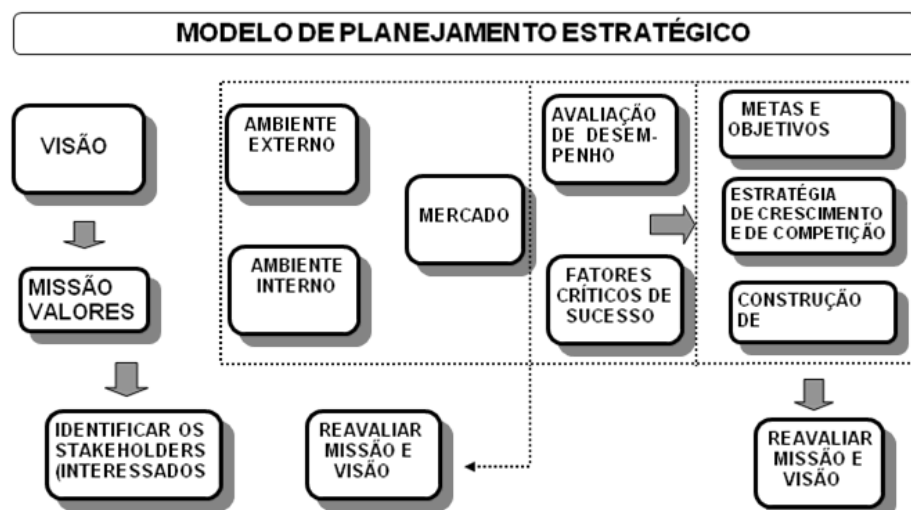 MODELO DE PLANEJAMENTO ESTRATÉGICO
VISÃO
MISSÃO
VALORES
IDENTIFICAR OS
STAKEHOLDERS
(INTERESSADOS
AMBIENTE
EXTERNO
AMBIENTE
INTERNO
MERCADO
REAVALIAR
MISSÃO E
VISÃO
AVALIAÇÃO
DE DESEM-
PENHO
FATORES
CRÍTICOS DE
SUCESSO
METAS E
OBJETIVOS
ESTRATÉGIA
DE CRESCIMENTO
E DE COMPETIÇÃO
CONSTRUÇÃO
DE
REAVALIAR
MISSÃO E
VISÃO